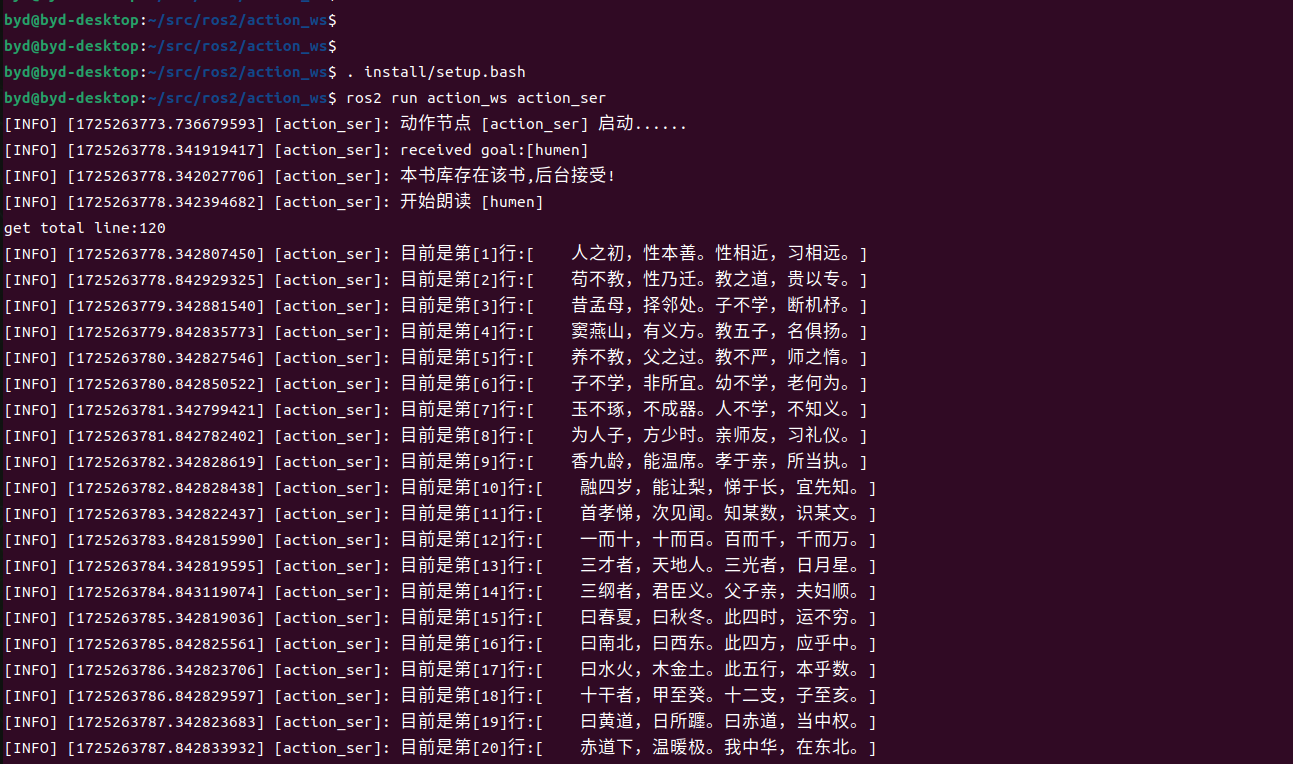 byd@byd-desktop:~/src/ros2/action_ws$
byd@byd-desktop:~/src/ros2/action_ws$
byd@byd-desktop:~/src/ros2/action_ws$ . install/setup.bash
byd@byd-desktop:~/src/ros2/action_ws$ ros2 run action_ws action_ser
[INFO] [1725263773.736679593] [action_ser]: 动作节点 [action_ser] 启动......
[INFO] [1725263778.341919417] [action_ser]: received goal:[humen]
[INFO] [1725263778.342027706] [action_ser]: 本书库存在该书,后台接受!
[INFO] [1725263778.342394682] [action_ser]: 开始朗读 [humen]
get total line:120
[INFO] [1725263778.342807450] [action_ser]: 目前是第[1]行:[    人之初，性本善。性相近，习相远。]
[INFO] [1725263778.842929325] [action_ser]: 目前是第[2]行:[    苟不教，性乃迁。教之道，贵以专。]
[INFO] [1725263779.342881540] [action_ser]: 目前是第[3]行:[    昔孟母，择邻处。子不学，断机杼。]
[INFO] [1725263779.842835773] [action_ser]: 目前是第[4]行:[    窦燕山，有义方。教五子，名俱扬。]
[INFO] [1725263780.342827546] [action_ser]: 目前是第[5]行:[    养不教，父之过。教不严，师之惰。]
[INFO] [1725263780.842850522] [action_ser]: 目前是第[6]行:[    子不学，非所宜。幼不学，老何为。]
[INFO] [1725263781.342799421] [action_ser]: 目前是第[7]行:[    玉不琢，不成器。人不学，不知义。]
[INFO] [1725263781.842782402] [action_ser]: 目前是第[8]行:[    为人子，方少时。亲师友，习礼仪。]
[INFO] [1725263782.342828619] [action_ser]: 目前是第[9]行:[    香九龄，能温席。孝于亲，所当执。]
[INFO] [1725263782.842828438] [action_ser]: 目前是第[10]行:[    融四岁，能让梨，悌于长，宜先知。]
[INFO] [1725263783.342822437] [action_ser]: 目前是第[11]行:[    首孝悌，次见闻。知某数，识某文。]
[INFO] [1725263783.842815990] [action_ser]: 目前是第[12]行:[    一而十，十而百。百而千，千而万。]
[INFO] [1725263784.342819595] [action_ser]: 目前是第[13]行:[    三才者，天地人。三光者，日月星。]
[INFO] [1725263784.843119074] [action_ser]: 目前是第[14]行:[    三纲者，君臣义。父子亲，夫妇顺。]
[INFO] [1725263785.342819036] [action_ser]: 目前是第[15]行:[    曰春夏，曰秋冬。此四时，运不穷。]
[INFO] [1725263785.842825561] [action_ser]: 目前是第[16]行:[    曰南北，曰西东。此四方，应乎中。]
[INFO] [1725263786.342823706] [action_ser]: 目前是第[17]行:[    曰水火，木金土。此五行，本乎数。]
[INFO] [1725263786.842829597] [action_ser]: 目前是第[18]行:[    十干者，甲至癸。十二支，子至亥。]
[INFO] [1725263787.342823683] [action_ser]: 目前是第[19]行:[    曰黄道，日所躔。曰赤道，当中权。]
[INFO] [1725263787.842833932] [action_ser]: 目前是第[20]行:[    赤道下，温暖极。我中华，在东北。]